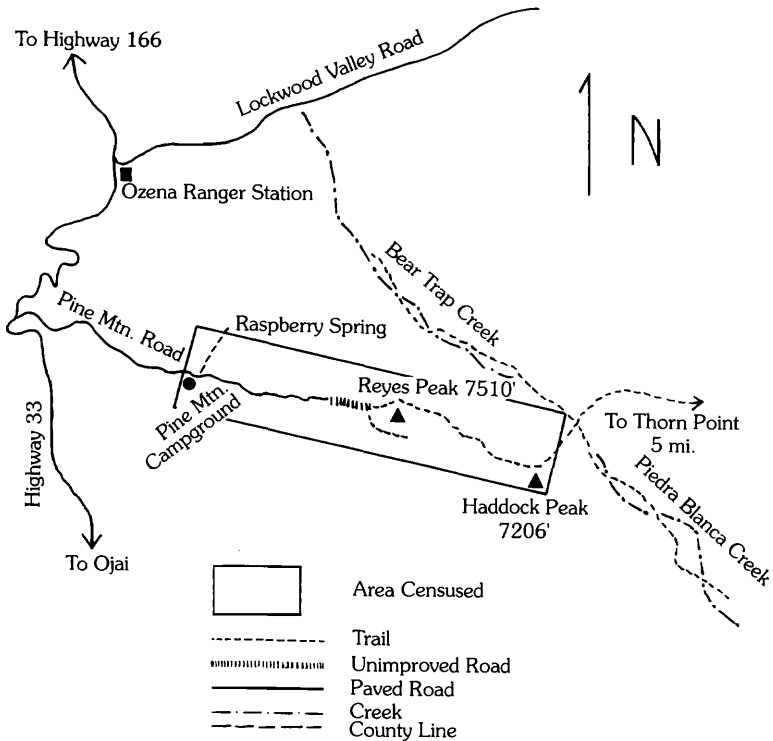 To Highway 166
Lockwood Valley Road
N
Ozena Ranger Station
Bear Trap Creek
Pine Mtn. Road
Raspberry Spring
Reyes Peak 7510'
Pine Mtn.
Campground
To Thorn Point
5 mi.
Highway 33
Haddock Peak
7206'
Piedra Blanca Creek
To Ojai
Area Censused
Trail
Unimproved Road
Paved Road
Creek
County Line